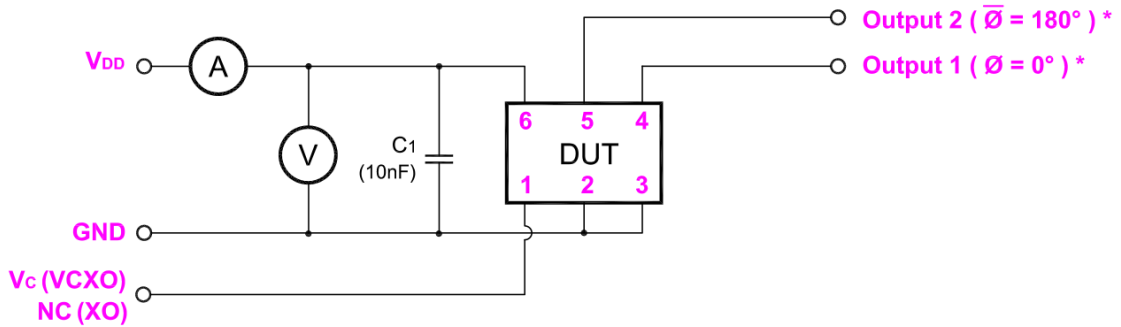 Output 2 ( Ø̅ = 180° ) *
V_DD
A
Output 1 ( Ø = 0° ) *
6 5 4
V
C1
(10nF)
DUT
1 2 3
GND
Vc (VCXO)
NC (XO)